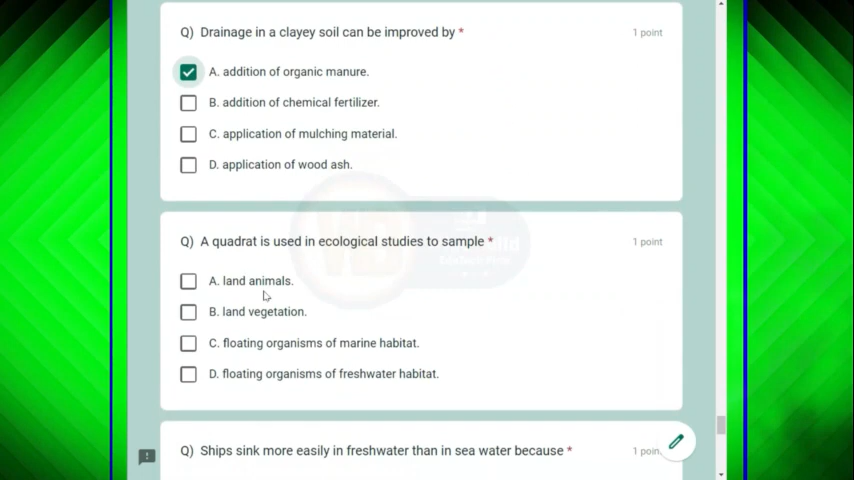 Q) Drainage in a clayey soil can be improved by *
1 point
A. addition of organic manure.
B. addition of chemical fertilizer.
C. application of mulching material.
D. application of wood ash.
Q) A quadrat is used in ecological studies to sample *
1 point
A. land animals.
B. land vegetation.
C. floating organisms of marine habitat.
D. floating organisms of freshwater habitat.
Q) Ships sink more easily in freshwater than in sea water because *
1 point